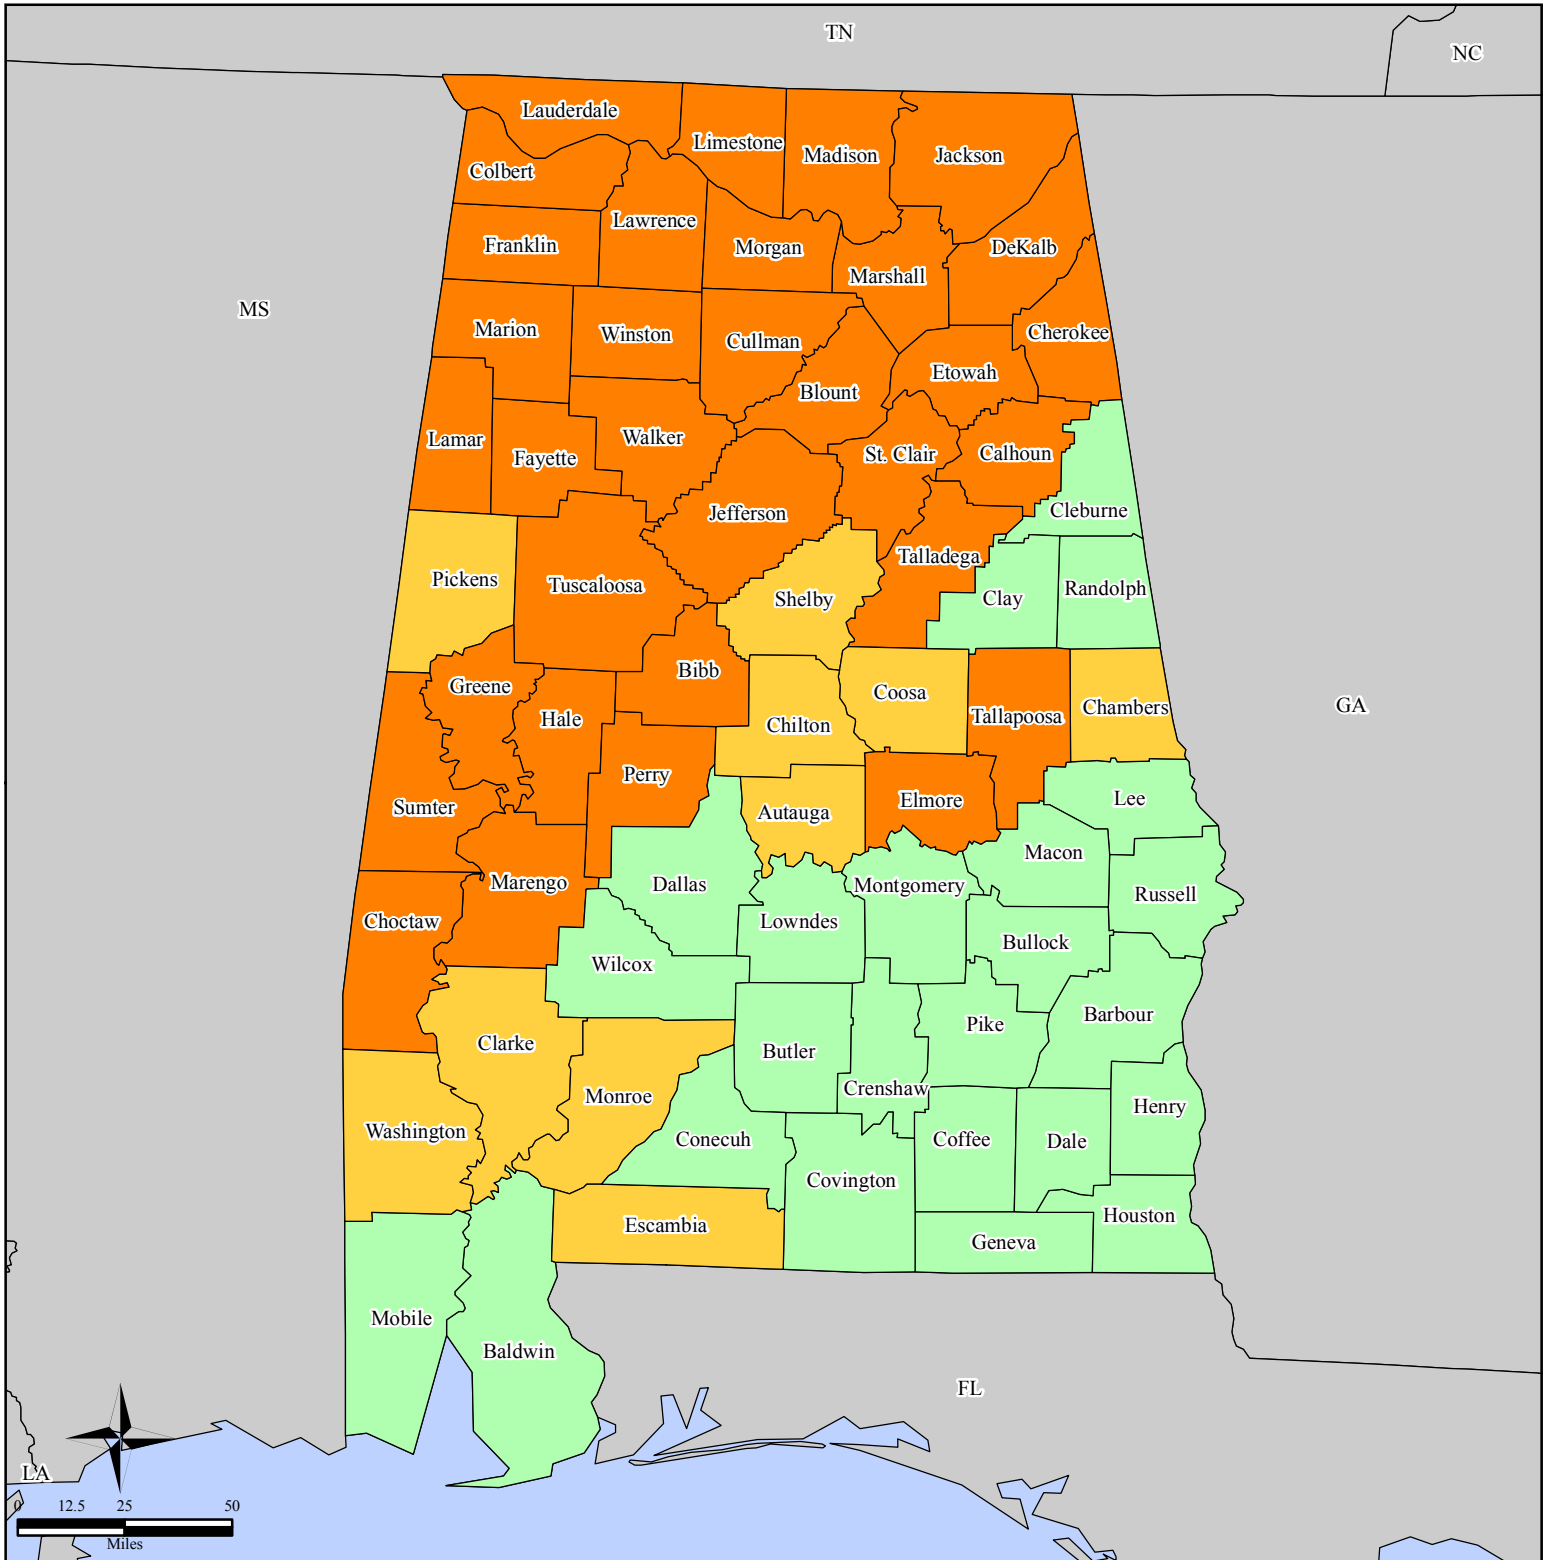 TN
NC
Lauderdale
Limestone
Madison
Jackson
Colbert
Lawrence
Franklin
Morgan
DeKalb
Marshall
MS
Marion
Winston
Cullman
Cherokee
Etowah
Blount
Lamar
Walker
Fayette
St. Clair
Calhoun
Jefferson
Cleburne
Talladega
Pickens
Tuscaloosa
Shelby
Clay
Randolph
Bibb
Greene
Coosa
Hale
Chilton
Tallapoosa
Chambers
GA
Perry
Sumter
Autauga
Elmore
Lee
Macon
Marengo
Dallas
Montgomery
Russell
Choctaw
Lowndes
Bullock
Wilcox
Pike
Barbour
Clarke
Butler
Monroe
Crenshaw
Henry
Washington
Conecuh
Coffee
Dale
Covington
Escambia
Houston
Geneva
Mobile
Baldwin
FL
LA
0 12.5 25 50
Miles